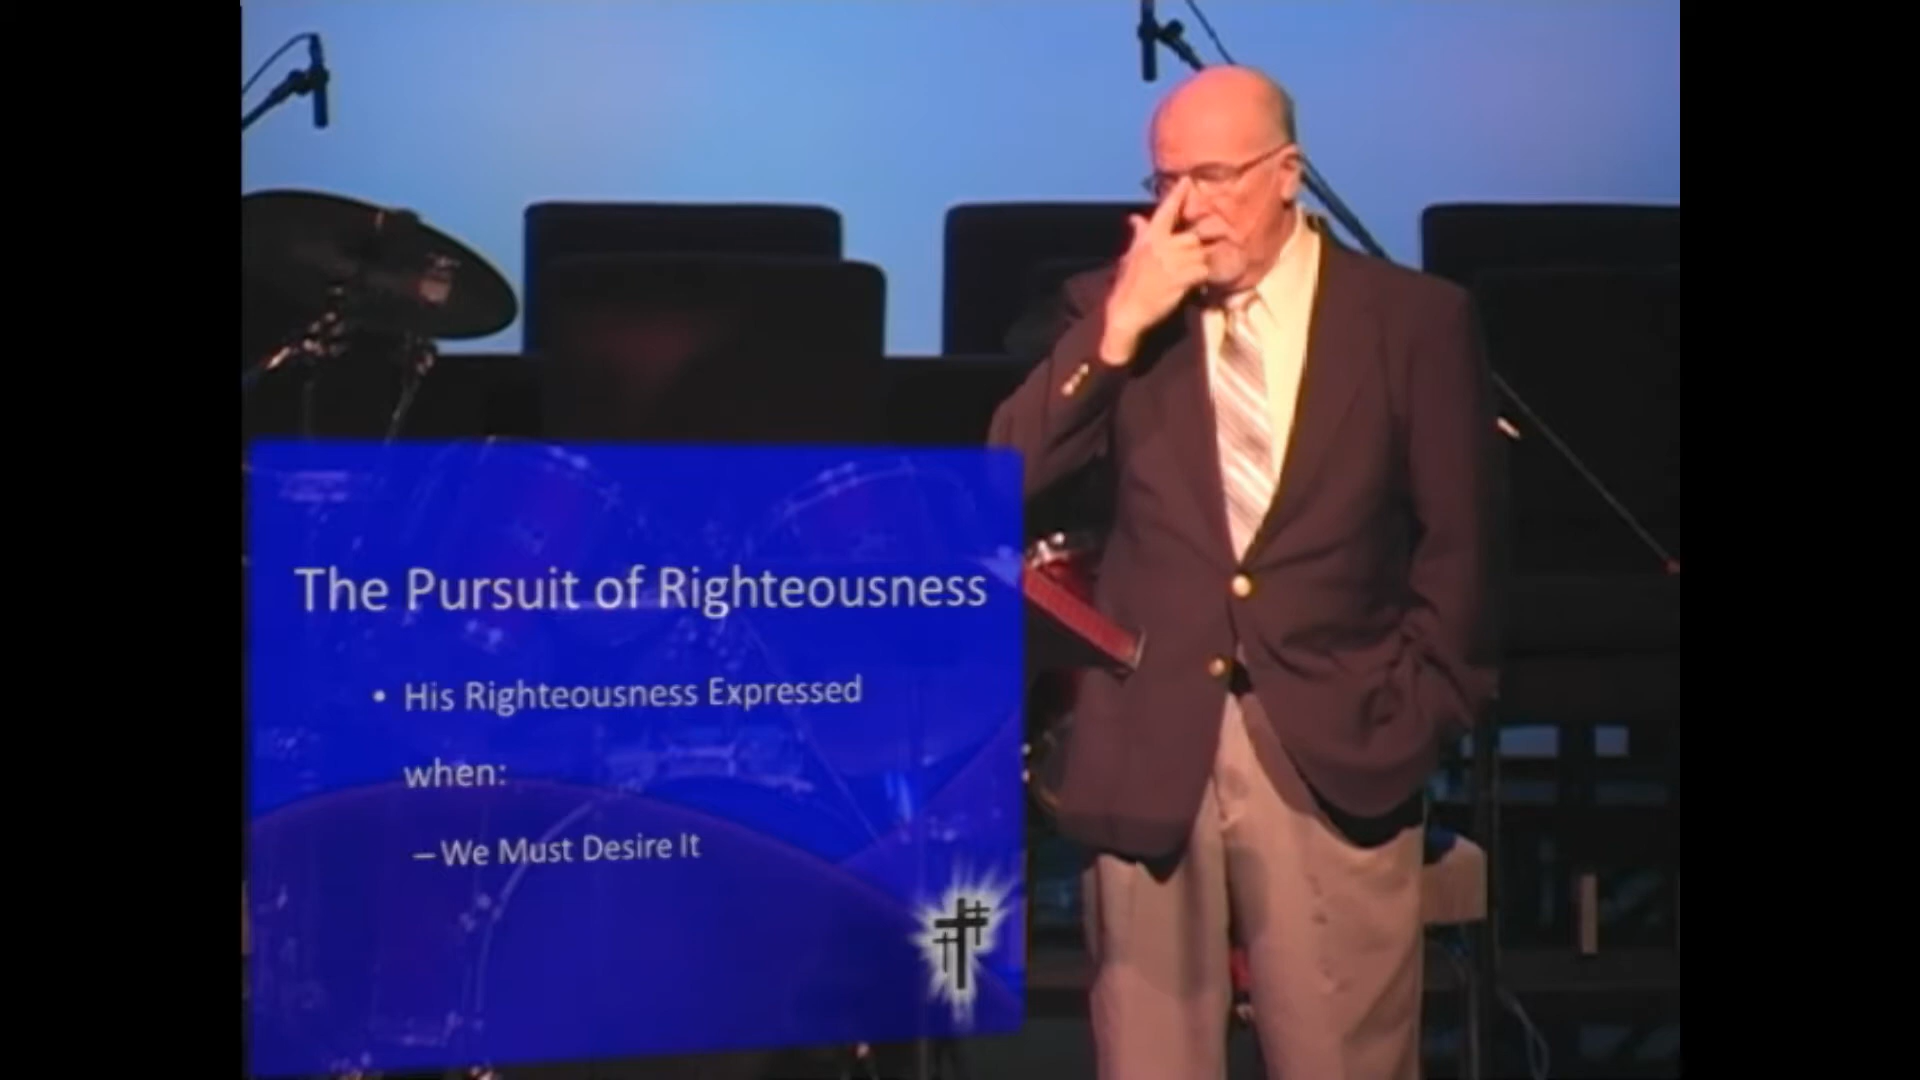 The Pursuit of Righteousness
• His Righteousness Expressed
when:
– We Must Desire It